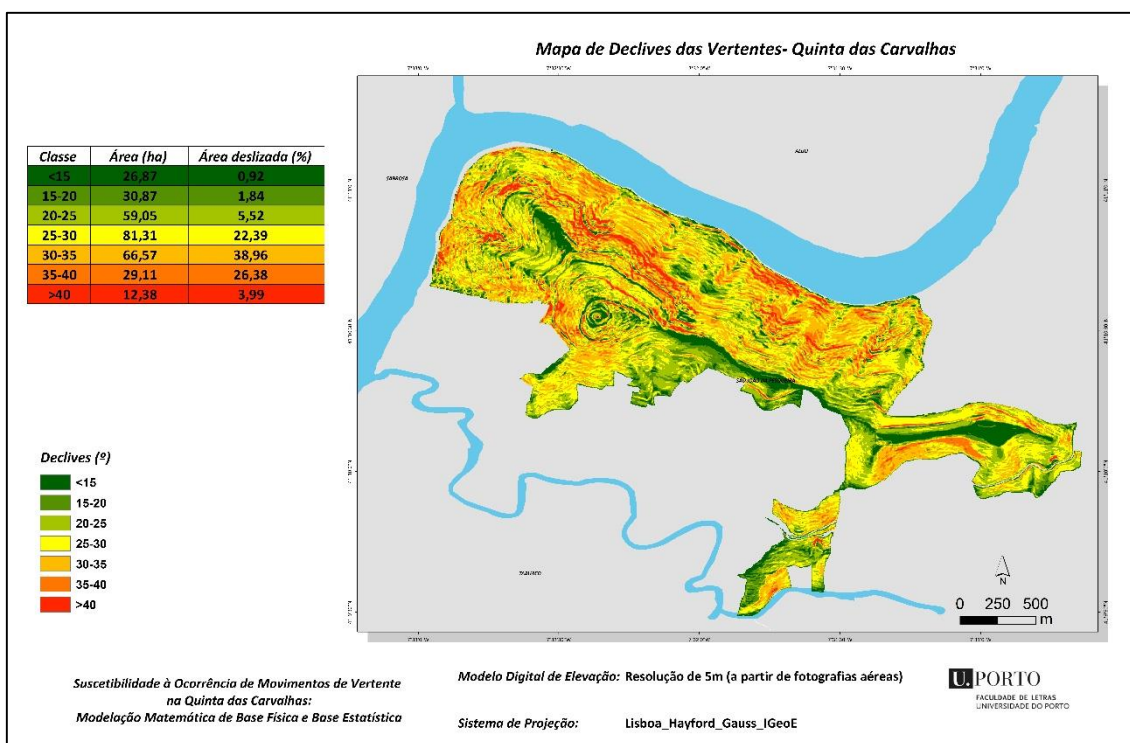 Mapa de Declives das Vertentes- Quinta das Carvalhas
Classe Área (ha) Área deslizada (%)
<15 26,87 0,92
15-20 30,87 1,84
20-25 59,05 5,52
25-30 81,31 22,39
30-35 66,57 38,96
35-40 29,11 26,38
>40 12,38 3,99
SABROSA
ALIJÓ
Declives (º)
<15
15-20
20-25
25-30
30-35
35-40
>40
TABUAÇO
N
0 250 500
m
Suscetibilidade à Ocorrência de Movimentos de Vertente
na Quinta das Carvalhas:
Modelação Matemática de Base Física e Base Estatística
Modelo Digital de Elevação: Resolução de 5m (a partir de fotografias aéreas)
Sistema de Projeção: Lisboa_Hayford_Gauss_IGeoE
U. PORTO
FACULDADE DE LETRAS
UNIVERSIDADE DO PORTO